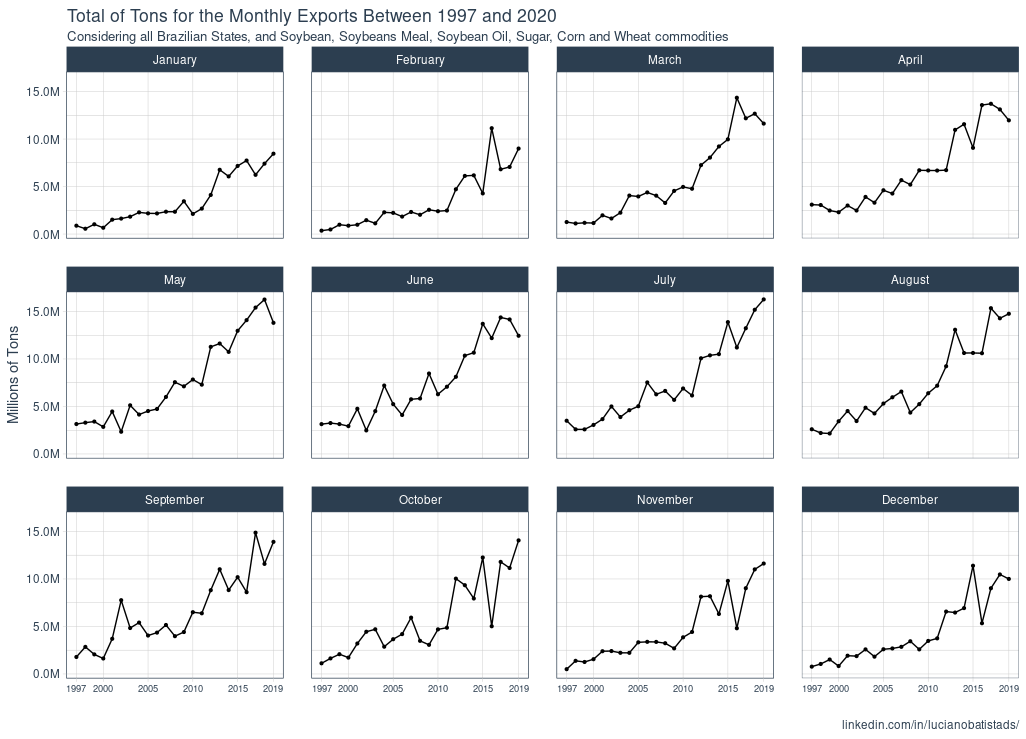 Total of Tons for the Monthly Exports Between 1997 and 2020
Considering all Brazilian States, and Soybean, Soybeans Meal, Soybean Oil, Sugar, Corn and Wheat commodities
January February March April
15.0M
10.0M
5.0M
0.0M
May June July August
15.0M
10.0M
5.0M
0.0M
Millions of Tons
September October November December
15.0M
10.0M
5.0M
0.0M
1997 2000 2005 2010 2015 2019 1997 2000 2005 2010 2015 2019 1997 2000 2005 2010 2015 2019 1997 2000 2005 2010 2015 2019
linkedin.com/in/lucianobatistads/